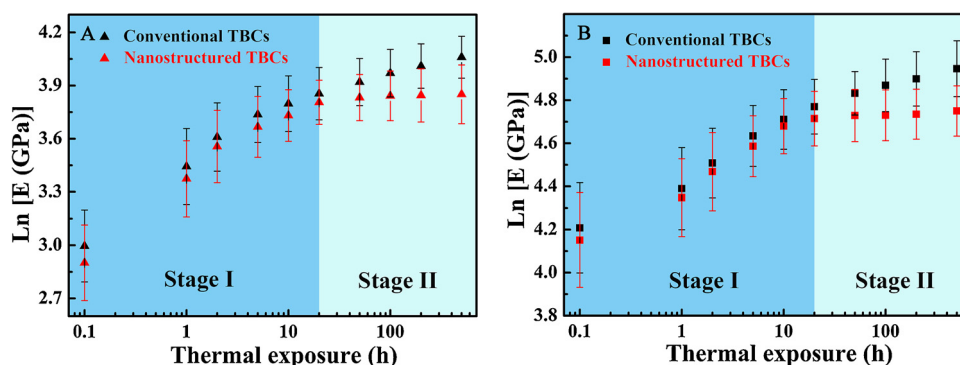 A
Conventional TBCs
Nanostructured TBCs
Ln [E (GPa)]
4.2
3.9
3.6
3.3
3.0
2.7
Stage I
Stage II
0.1
1
10
100
Thermal exposure (h)
B
Conventional TBCs
Nanostructured TBCs
Ln [E (GPa)]
5.0
4.8
4.6
4.4
4.2
4.0
3.8
Stage I
Stage II
0.1
1
10
100
Thermal exposure (h)